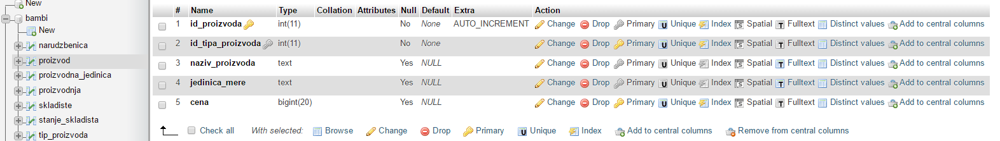 New
bambi
New
narudzbenica
proizvod
proizvodna_jedinica
proizvodnja
skladiste
stanje_skladista
tip_proizvoda
# Name Type Collation Attributes Null Default Extra Action
1 id_proizvoda int(11) No None AUTO_INCREMENT Change Drop Primary Unique Index Spatial Fulltext Distinct values Add to central columns
2 id_tipa_proizvoda int(11) No None Change Drop Primary Unique Index Spatial Fulltext Distinct values Add to central columns
3 naziv_proizvoda text Yes NULL Change Drop Primary Unique Index Spatial Fulltext Distinct values Add to central columns
4 jedinica_mere text Yes NULL Change Drop Primary Unique Index Spatial Fulltext Distinct values Add to central columns
5 cena bigint(20) Yes NULL Change Drop Primary Unique Index Spatial Fulltext Distinct values Add to central columns
Check all With selected: Browse Change Drop Primary Unique Index Add to central columns Remove from central columns